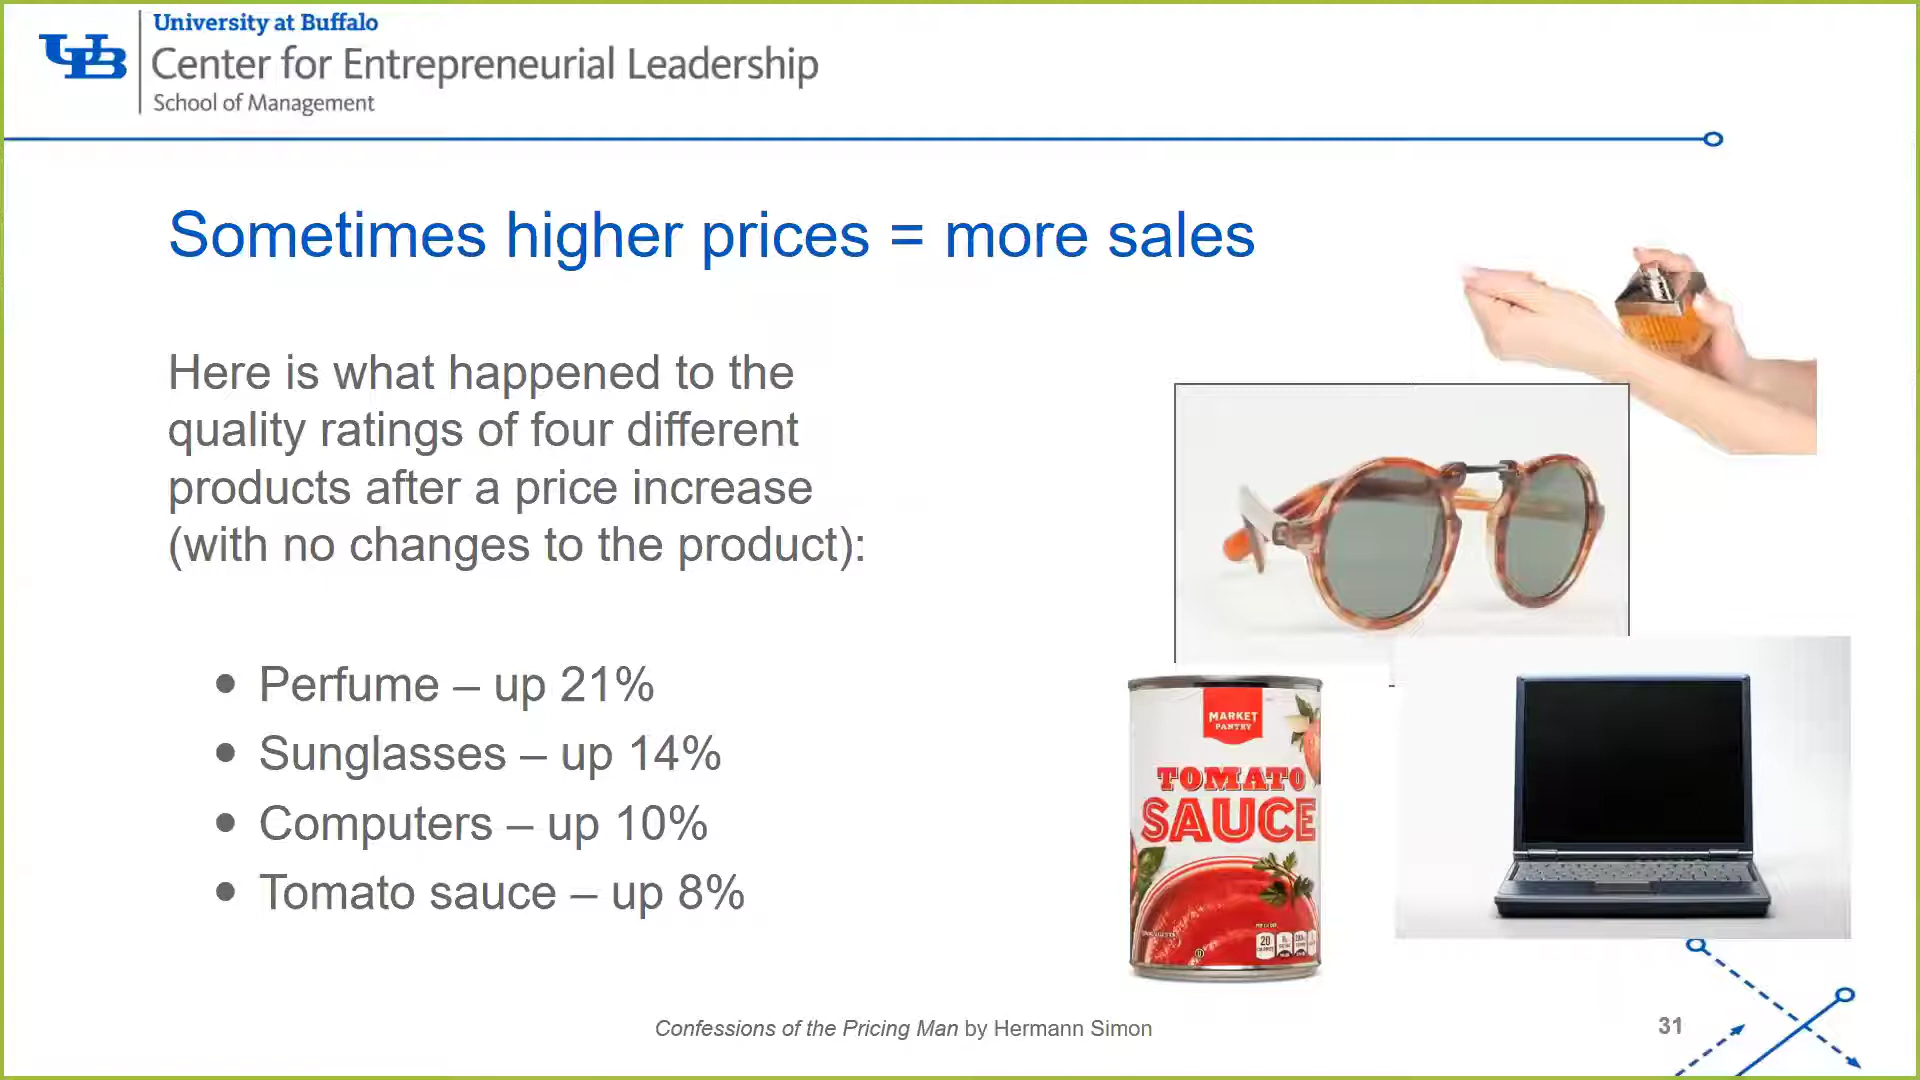 University at Buffalo
UB
Center for Entrepreneurial Leadership
School of Management
Sometimes higher prices = more sales
Here is what happened to the
quality ratings of four different
products after a price increase
(with no changes to the product):
• Perfume – up 21%
• Sunglasses – up 14%
• Computers – up 10%
• Tomato sauce – up 8%
MARKET
PANTRY
TOMATO
SAUCE
20
Confessions of the Pricing Man by Hermann Simon
31